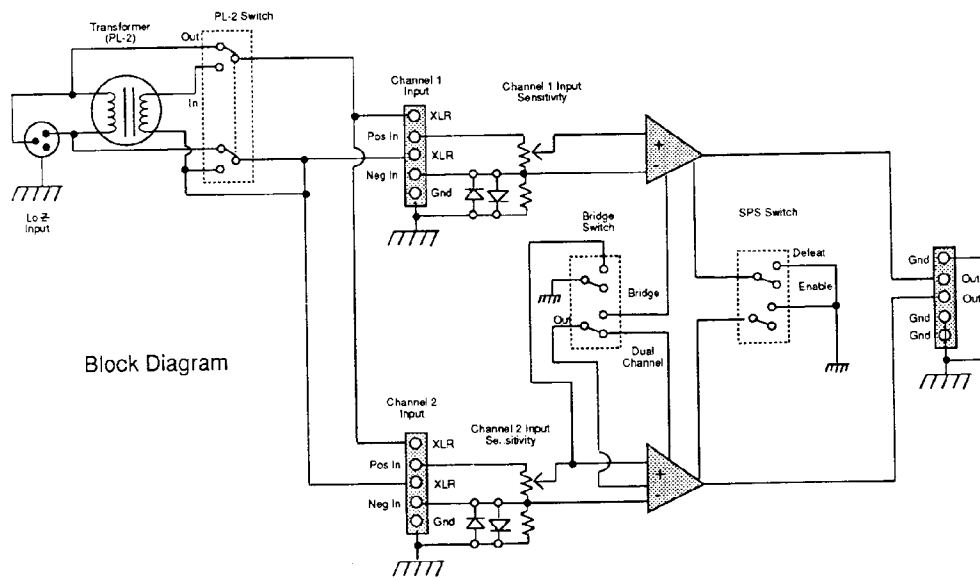 PL-2 Switch
Transformer
(PL-2)
Out
In
Lo Z
Input
Channel 1
Input
XLR
Pos In
XLR
Neg In
Gnd
Channel 1 Input
Sensitivity
+
-
Bridge
Switch
Bridge
Out
Dual
Channel
SPS Switch
Defeat
Enable
Gnd
Out
Out
Gnd
Gnd
Block Diagram
Channel 2
Input
XLR
Pos In
XLR
Neg In
Gnd
Channel 2 Input
Se..sitivity
+
-